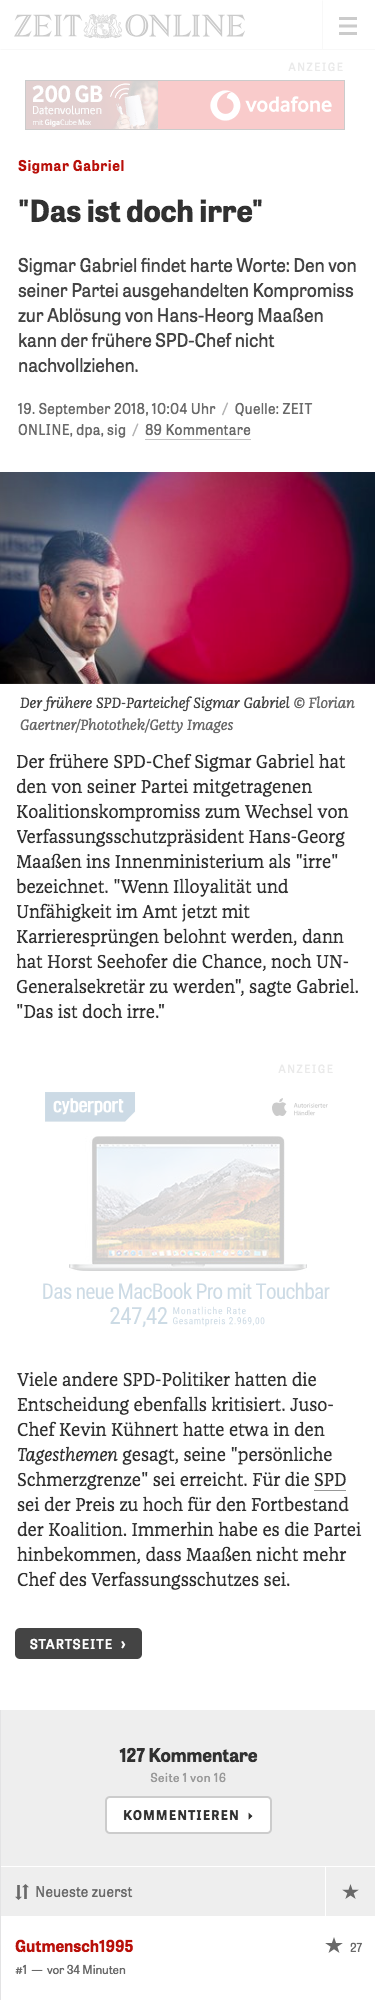 ZEIT ONLINE
ANZEIGE
200 GB
Datenvolumen
mit GigaCube Max
vodafone
Sigmar Gabriel
"Das ist doch irre"
Sigmar Gabriel findet harte Worte: Den von
seiner Partei ausgehandelten Kompromiss
zur Ablösung von Hans-Heorg Maaßen
kann der frühere SPD-Chef nicht
nachvollziehen.
19. September 2018, 10:04 Uhr / Quelle: ZEIT
ONLINE, dpa, sig / 89 Kommentare
Der frühere SPD-Parteichef Sigmar Gabriel © Florian
Gaertner/Photothek/Getty Images
Der frühere SPD-Chef Sigmar Gabriel hat
den von seiner Partei mitgetragenen
Koalitionskompromiss zum Wechsel von
Verfassungsschutzpräsident Hans-Georg
Maaßen ins Innenministerium als "irre"
bezeichnet. "Wenn Illoyalität und
Unfähigkeit im Amt jetzt mit
Karrieresprüngen belohnt werden, dann
hat Horst Seehofer die Chance, noch UN-
Generalsekretär zu werden", sagte Gabriel.
"Das ist doch irre."
ANZEIGE
cyberport
Autorisierter
Händler
Das neue MacBook Pro mit Touchbar
247,42 Monatliche Rate
Gesamtpreis 2.969,00
Viele andere SPD-Politiker hatten die
Entscheidung ebenfalls kritisiert. Juso-
Chef Kevin Kühnert hatte etwa in den
Tagesthemen gesagt, seine "persönliche
Schmerzgrenze" sei erreicht. Für die SPD
sei der Preis zu hoch für den Fortbestand
der Koalition. Immerhin habe es die Partei
hinbekommen, dass Maaßen nicht mehr
Chef des Verfassungsschutzes sei.
STARTSEITE ›
127 Kommentare
Seite 1 von 16
KOMMENTIEREN ›
Neueste zuerst
★
Gutmensch1995 ★ 27
#1 — vor 34 Minuten